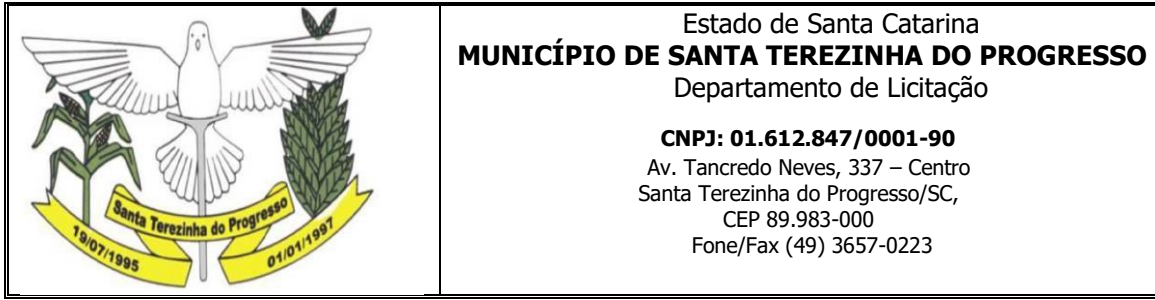 Santa Terezinha do Progresso
19/07/1995
01/01/1997
Estado de Santa Catarina
MUNICÍPIO DE SANTA TEREZINHA DO PROGRESSO
Departamento de Licitação
CNPJ: 01.612.847/0001-90
Av. Tancredo Neves, 337 – Centro
Santa Terezinha do Progresso/SC,
CEP 89.983-000
Fone/Fax (49) 3657-0223